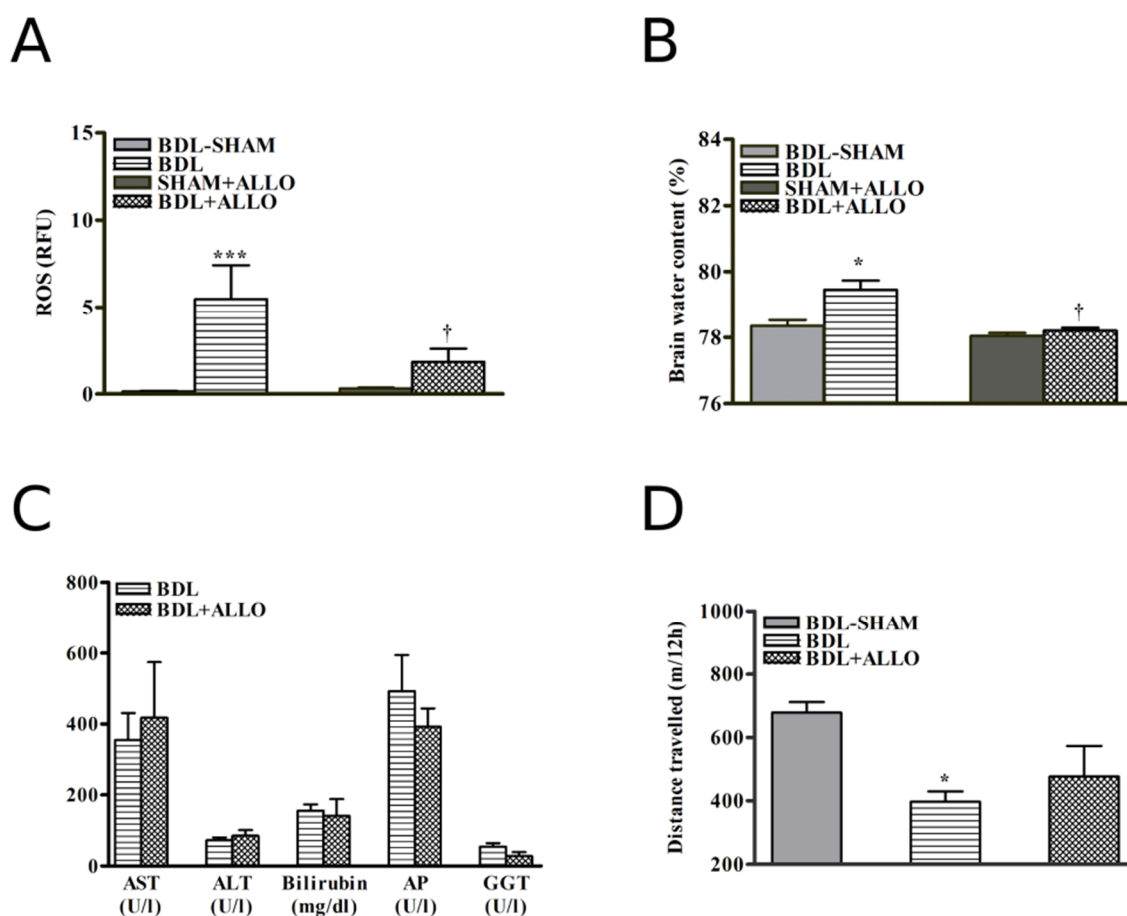 A
ROS (RFU)
15
10
5
0
BDL-SHAM
BDL
SHAM+ALLO
BDL+ALLO
***
†
B
Brain water content (%)
84
82
80
78
76
BDL-SHAM
BDL
SHAM+ALLO
BDL+ALLO
*
†
C
800
600
400
200
0
BDL
BDL+ALLO
AST ALT Bilirubin AP GGT
(U/l) (U/l) (mg/dl) (U/l) (U/l)
D
Distance travelled (m/12h)
1000
800
600
400
200
BDL-SHAM
BDL
BDL+ALLO
*